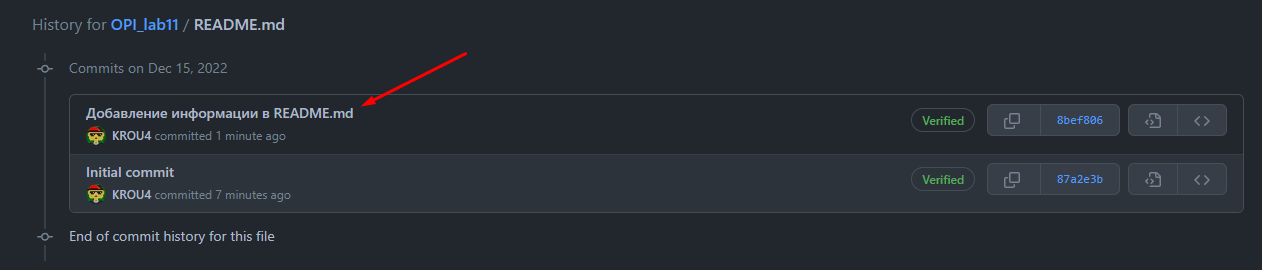 History for OPI_lab11 / README.md
Commits on Dec 15, 2022
Добавление информации в README.md
KROU4 committed 1 minute ago
Verified
8bef806
Initial commit
KROU4 committed 7 minutes ago
Verified
87a2e3b
End of commit history for this file